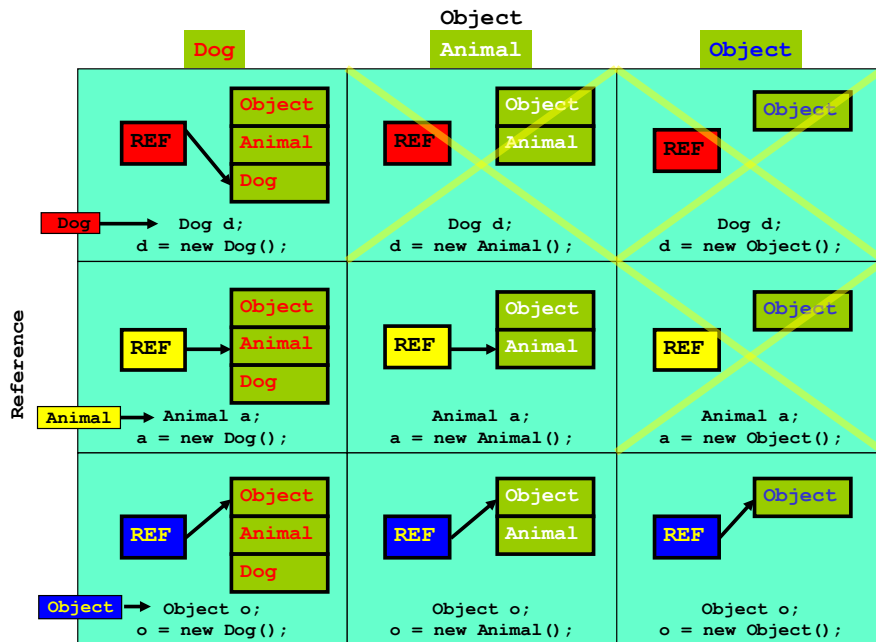 Object
Dog
Animal
Object
Reference
Dog
REF
Object
Animal
Dog
Dog d;
d = new Dog();
REF
Object
Animal
Dog d;
d = new Animal();
REF
Object
Dog d;
d = new Object();
Animal
REF
Object
Animal
Dog
Animal a;
a = new Dog();
REF
Object
Animal
Animal a;
a = new Animal();
REF
Object
Animal a;
a = new Object();
Object
REF
Object
Animal
Dog
Object o;
o = new Dog();
REF
Object
Animal
Object o;
o = new Animal();
REF
Object
Object o;
o = new Object();